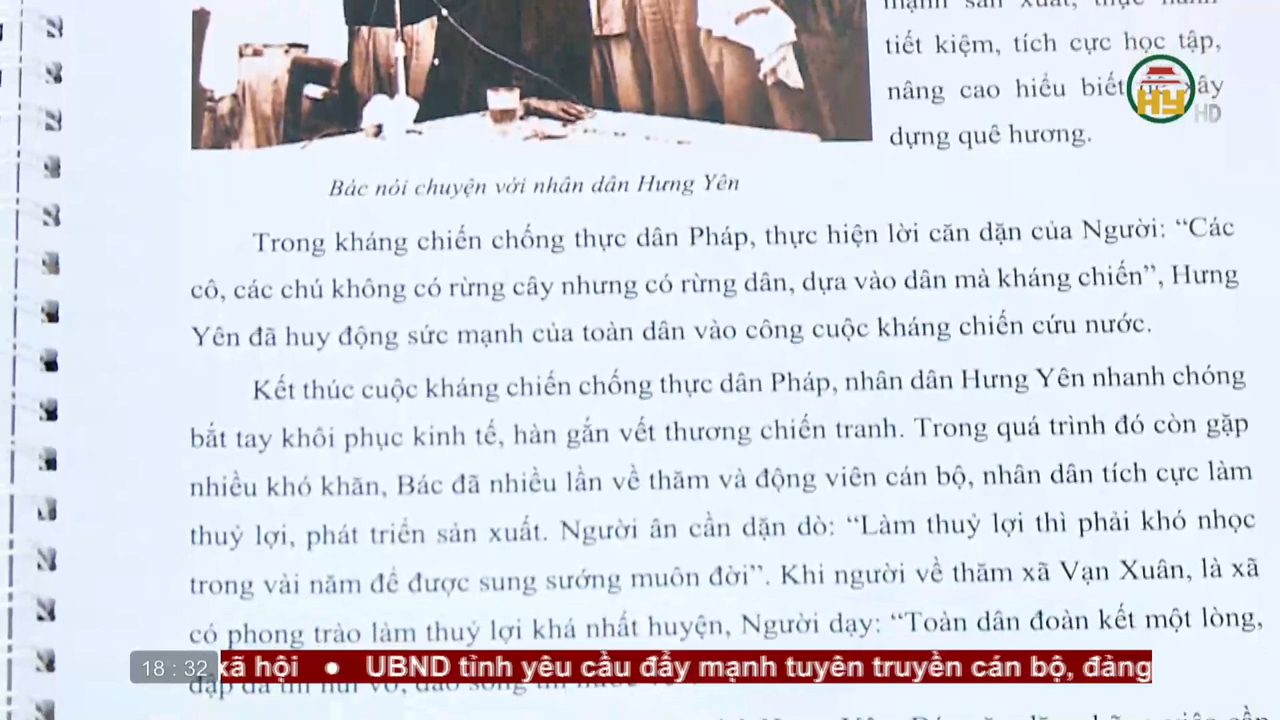 tiết kiệm, tích cực học tập,
nâng cao hiểu biết
dựng quê hương.
HY HD
Bác nói chuyện với nhân dân Hưng Yên
Trong kháng chiến chống thực dân Pháp, thực hiện lời căn dặn của Người: “Các
cô, các chú không có rừng cây nhưng có rừng dân, dựa vào dân mà kháng chiến”, Hưng
Yên đã huy động sức mạnh của toàn dân vào công cuộc kháng chiến cứu nước.
Kết thúc cuộc kháng chiến chống thực dân Pháp, nhân dân Hưng Yên nhanh chóng
bắt tay khôi phục kinh tế, hàn gắn vết thương chiến tranh. Trong quá trình đó còn gặp
nhiều khó khăn, Bác đã nhiều lần về thăm và động viên cán bộ, nhân dân tích cực làm
thuỷ lợi, phát triển sản xuất. Người ân cần dặn dò: “Làm thuỷ lợi thì phải khó nhọc
trong vài năm để được sung sướng muôn đời”. Khi người về thăm xã Vạn Xuân, là xã
có phong trào làm thuỷ lợi khá nhất huyện, Người dạy: “Toàn dân đoàn kết một lòng,
18 : 32 xã hội ● UBND tỉnh yêu cầu đẩy mạnh tuyên truyền cán bộ, đảng